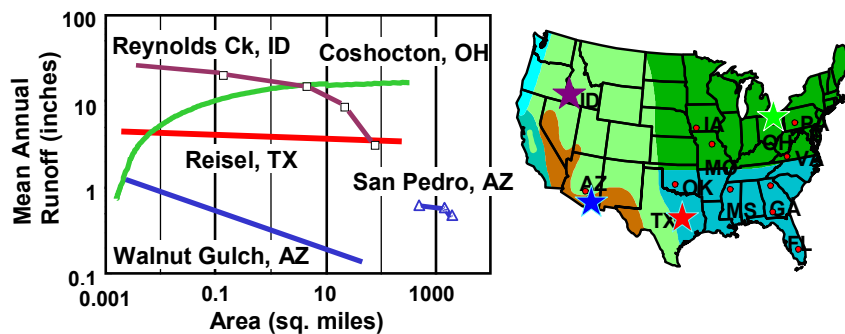 100
10
1
0.1
Mean Annual
Runoff (inches)
Reynolds Ck, ID
Coshocton, OH
Reisel, TX
San Pedro, AZ
Walnut Gulch, AZ
0.001
0.1
10
1000
Area (sq. miles)
ID
IA
PA
OH
MO
VA
AZ
OK
TX
MS
GA
FL